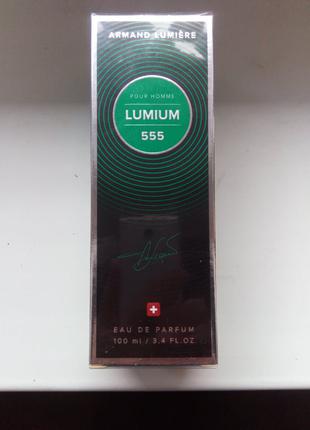 ARMAND LUMIÈRE
POUR HOMME
LUMIUM
555
EAU DE PARFUM
100 ml / 3.4 FL.OZ.